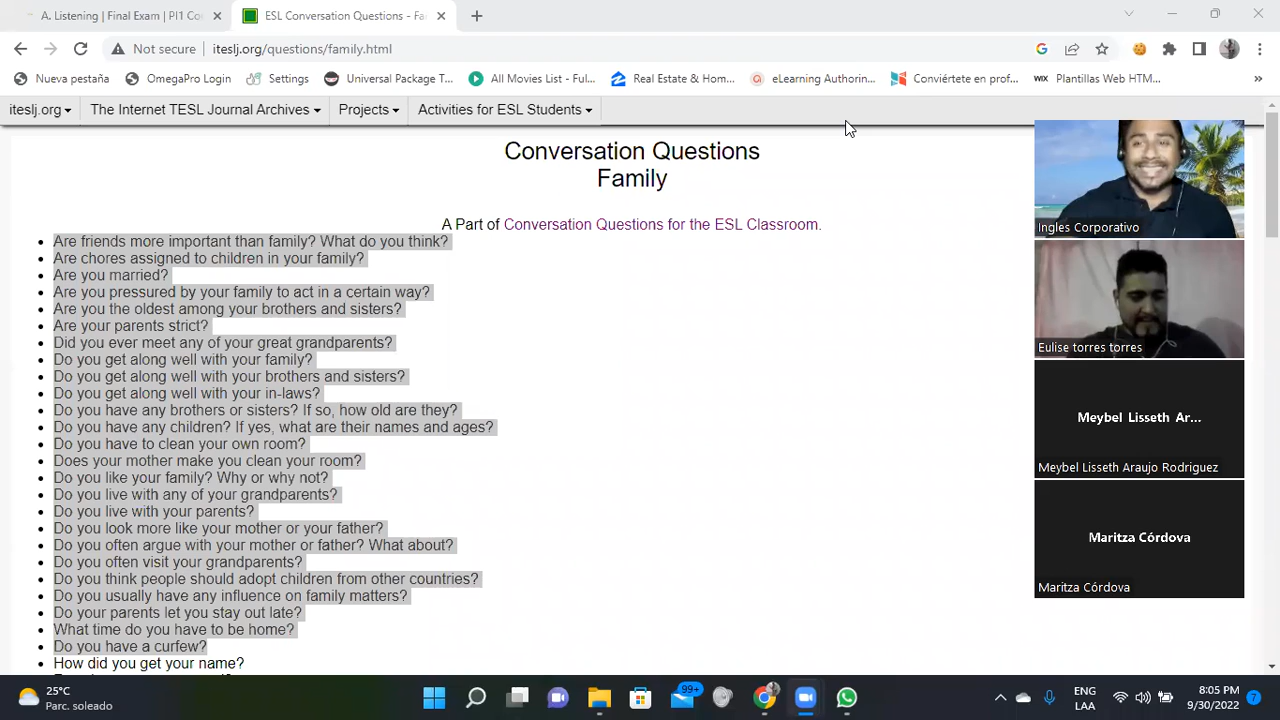 A. Listening | Final Exam | PI1 Co
ESL Conversation Questions - Fa
Not secure
iteslj.org/questions/family.html
Nueva pestaña
OmegaPro Login
Settings
Universal Package T...
All Movies List - Ful...
Real Estate & Hom...
eLearning Authorin...
Conviértete en prof...
WIX
Plantillas Web HTM...
iteslj.org
The Internet TESL Journal Archives
Projects
Activities for ESL Students
Conversation Questions
Family
A Part of Conversation Questions for the ESL Classroom.
Are friends more important than family? What do you think?
Are chores assigned to children in your family?
Are you married?
Are you pressured by your family to act in a certain way?
Are you the oldest among your brothers and sisters?
Are your parents strict?
Did you ever meet any of your great grandparents?
Do you get along well with your family?
Do you get along well with your brothers and sisters?
Do you get along well with your in-laws?
Do you have any brothers or sisters? If so, how old are they?
Do you have any children? If yes, what are their names and ages?
Do you have to clean your own room?
Does your mother make you clean your room?
Do you like your family? Why or why not?
Do you live with any of your grandparents?
Do you live with your parents?
Do you look more like your mother or your father?
Do you often argue with your mother or father? What about?
Do you often visit your grandparents?
Do you think people should adopt children from other countries?
Do you usually have any influence on family matters?
Do your parents let you stay out late?
What time do you have to be home?
Do you have a curfew?
How did you get your name?
Ingles Corporativo
Eulise torres torres
Meybel Lisseth Ar...
Meybel Lisseth Araujo Rodriguez
Maritza Córdova
Maritza Córdova
25°C
Parc. soleado
99+
ENG
LAA
8:05 PM
9/30/2022
7